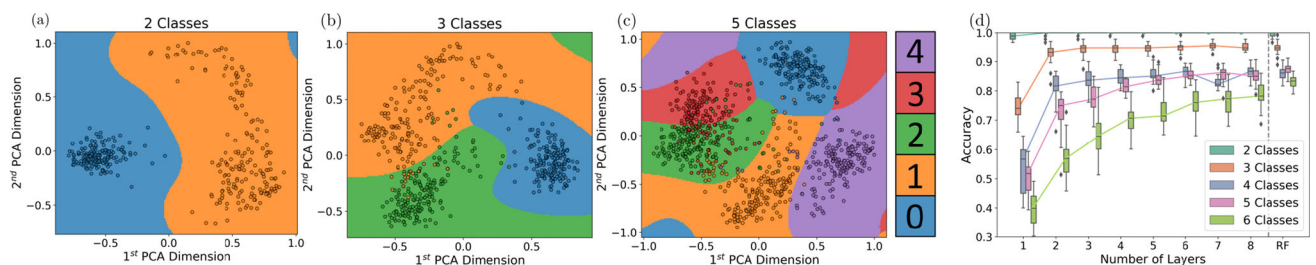 (a)
2 Classes
1.0
0.5
0.0
−0.5
2nd PCA Dimension
−0.5
0.0
0.5
1.0
1st PCA Dimension
(b)
3 Classes
1.0
0.5
0.0
−0.5
2nd PCA Dimension
−0.5
0.0
0.5
1st PCA Dimension
(c)
5 Classes
1.0
0.5
0.0
−0.5
−1.0
2nd PCA Dimension
−1.0
−0.5
0.0
0.5
1.0
1st PCA Dimension
4
3
2
1
0
(d)
1.0
0.9
0.8
0.7
0.6
0.5
0.4
0.3
Accuracy
2 Classes
3 Classes
4 Classes
5 Classes
6 Classes
1
2
3
4
5
6
7
8
RF
Number of Layers